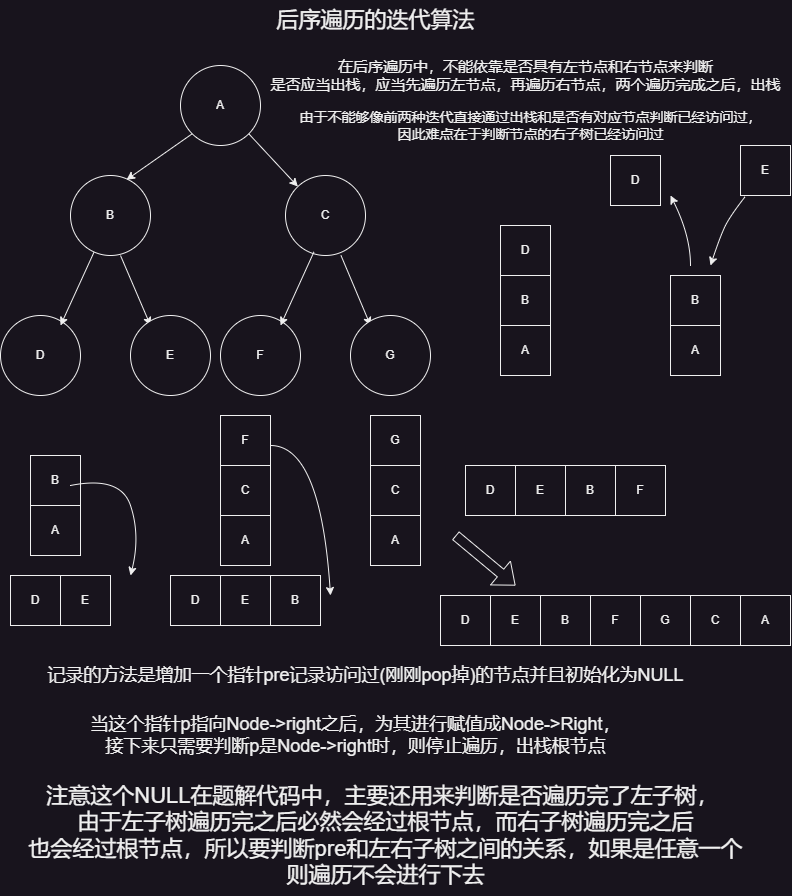 后序遍历的迭代算法
在后序遍历中，不能依靠是否具有左节点和右节点来判断
是否应当出栈，应当先遍历左节点，再遍历右节点，两个遍历完成之后，出栈
由于不能够像前两种迭代直接通过出栈和是否有对应节点判断已经访问过，
因此难点在于判断节点的右子树已经访问过
A
B
C
D
E
F
G
D
B
A
D
E
B
A
B
A
D
E
F
C
A
D
E
B
G
C
A
D
E
B
F
D
E
B
F
G
C
A
记录的方法是增加一个指针pre记录访问过(刚刚pop掉)的节点并且初始化为NULL
当这个指针p指向Node->right之后，为其进行赋值成Node->Right，
接下来只需要判断p是Node->right时，则停止遍历，出栈根节点
注意这个NULL在题解代码中，主要还用来判断是否遍历完了左子树，
由于左子树遍历完之后必然会经过根节点，而右子树遍历完之后
也会经过根节点，所以要判断pre和左右子树之间的关系，如果是任意一个
则遍历不会进行下去